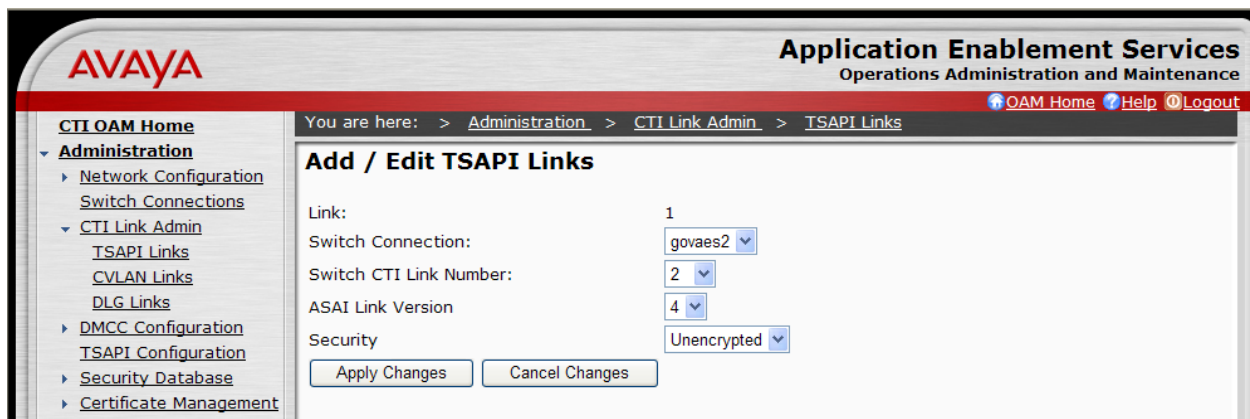 AVAYA
Application Enablement Services
Operations Administration and Maintenance
OAM Home Help Logout
CTI OAM Home
Administration
Network Configuration
Switch Connections
CTI Link Admin
TSAPI Links
CVLAN Links
DLG Links
DMCC Configuration
TSAPI Configuration
Security Database
Certificate Management
You are here: > Administration > CTI Link Admin > TSAPI Links
Add / Edit TSAPI Links
Link: 1
Switch Connection: govaes2
Switch CTI Link Number: 2
ASAI Link Version 4
Security Unencrypted
Apply Changes Cancel Changes